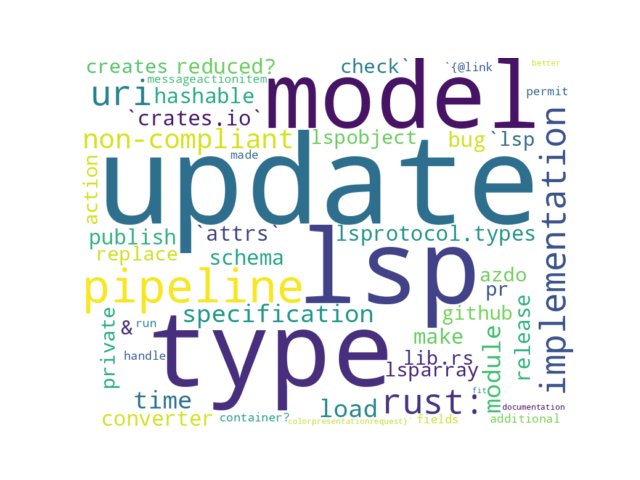 creates reduced? check` `{@link better
messageactionitem
uri hashable model permit
`crates.io`
non-compliant lspobject bug `lsp
made
action update implementation
publish `attrs` lsprotocol.types
replace schema lsp
pipeline azdo
pr
specification github
private & run type make module release
handle lib.rs
lsparray
time load rust: fit
documentation
converter container? colorpresentationrequest} fields additional